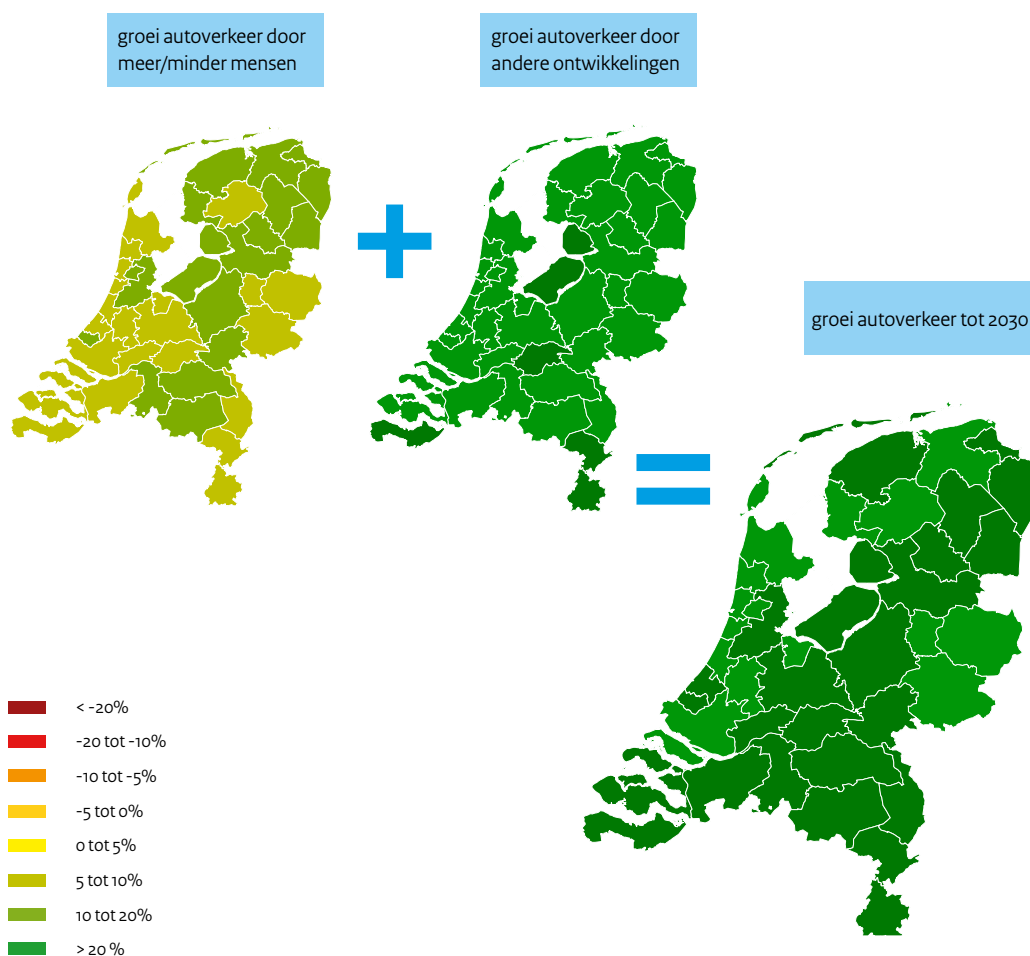 groei autoverkeer door
meer/minder mensen
groei autoverkeer door
andere ontwikkelingen
groei autoverkeer tot 2030
< -20%
-20 tot -10%
-10 tot -5%
-5 tot 0%
0 tot 5%
5 tot 10%
10 tot 20%
> 20 %